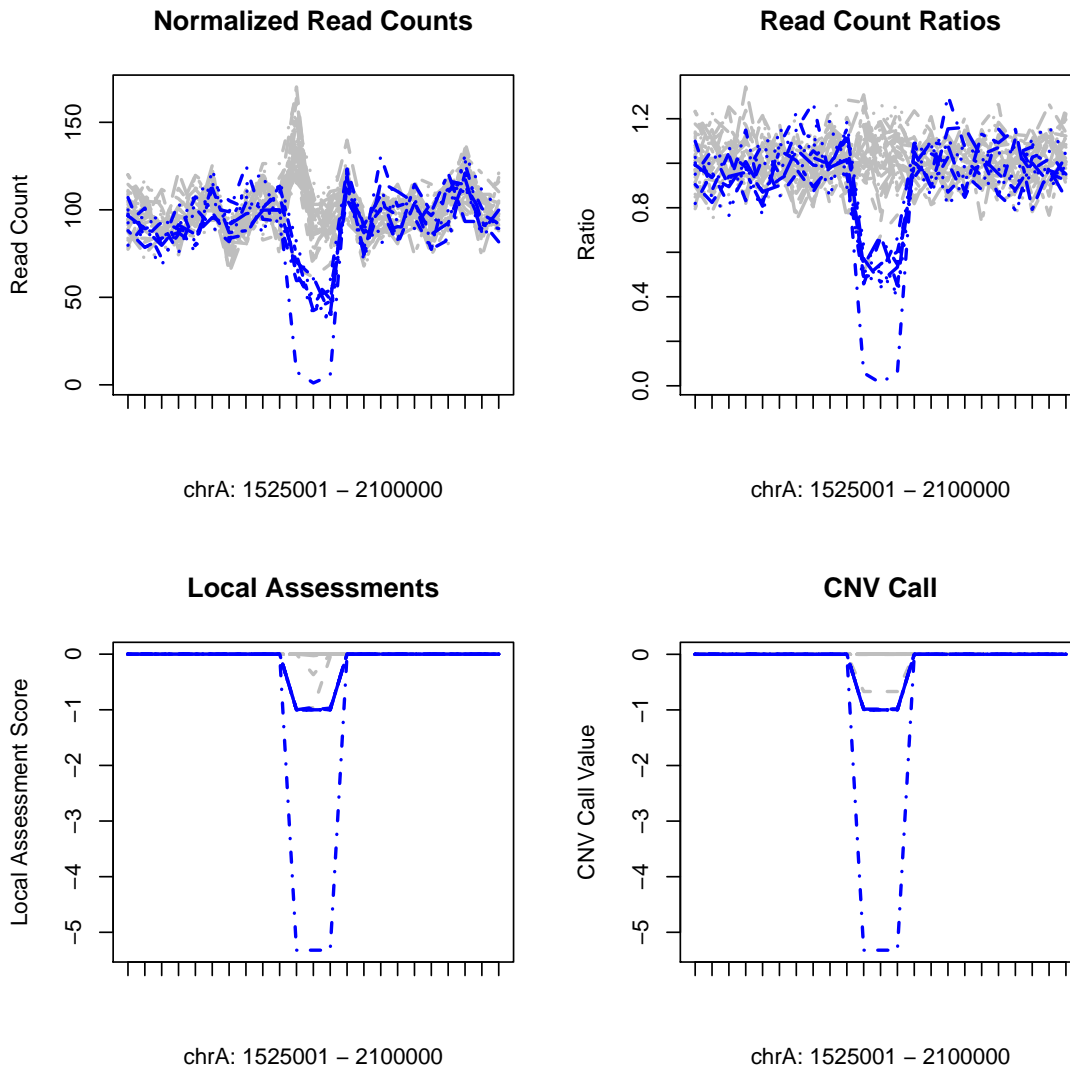 Normalized Read Counts
Read Count
150
100
50
0
chrA: 1525001 − 2100000
Read Count Ratios
Ratio
1.2
0.8
0.4
0.0
chrA: 1525001 − 2100000
Local Assessments
Local Assessment Score
0
−1
−2
−3
−4
−5
chrA: 1525001 − 2100000
CNV Call
CNV Call Value
0
−1
−2
−3
−4
−5
chrA: 1525001 − 2100000